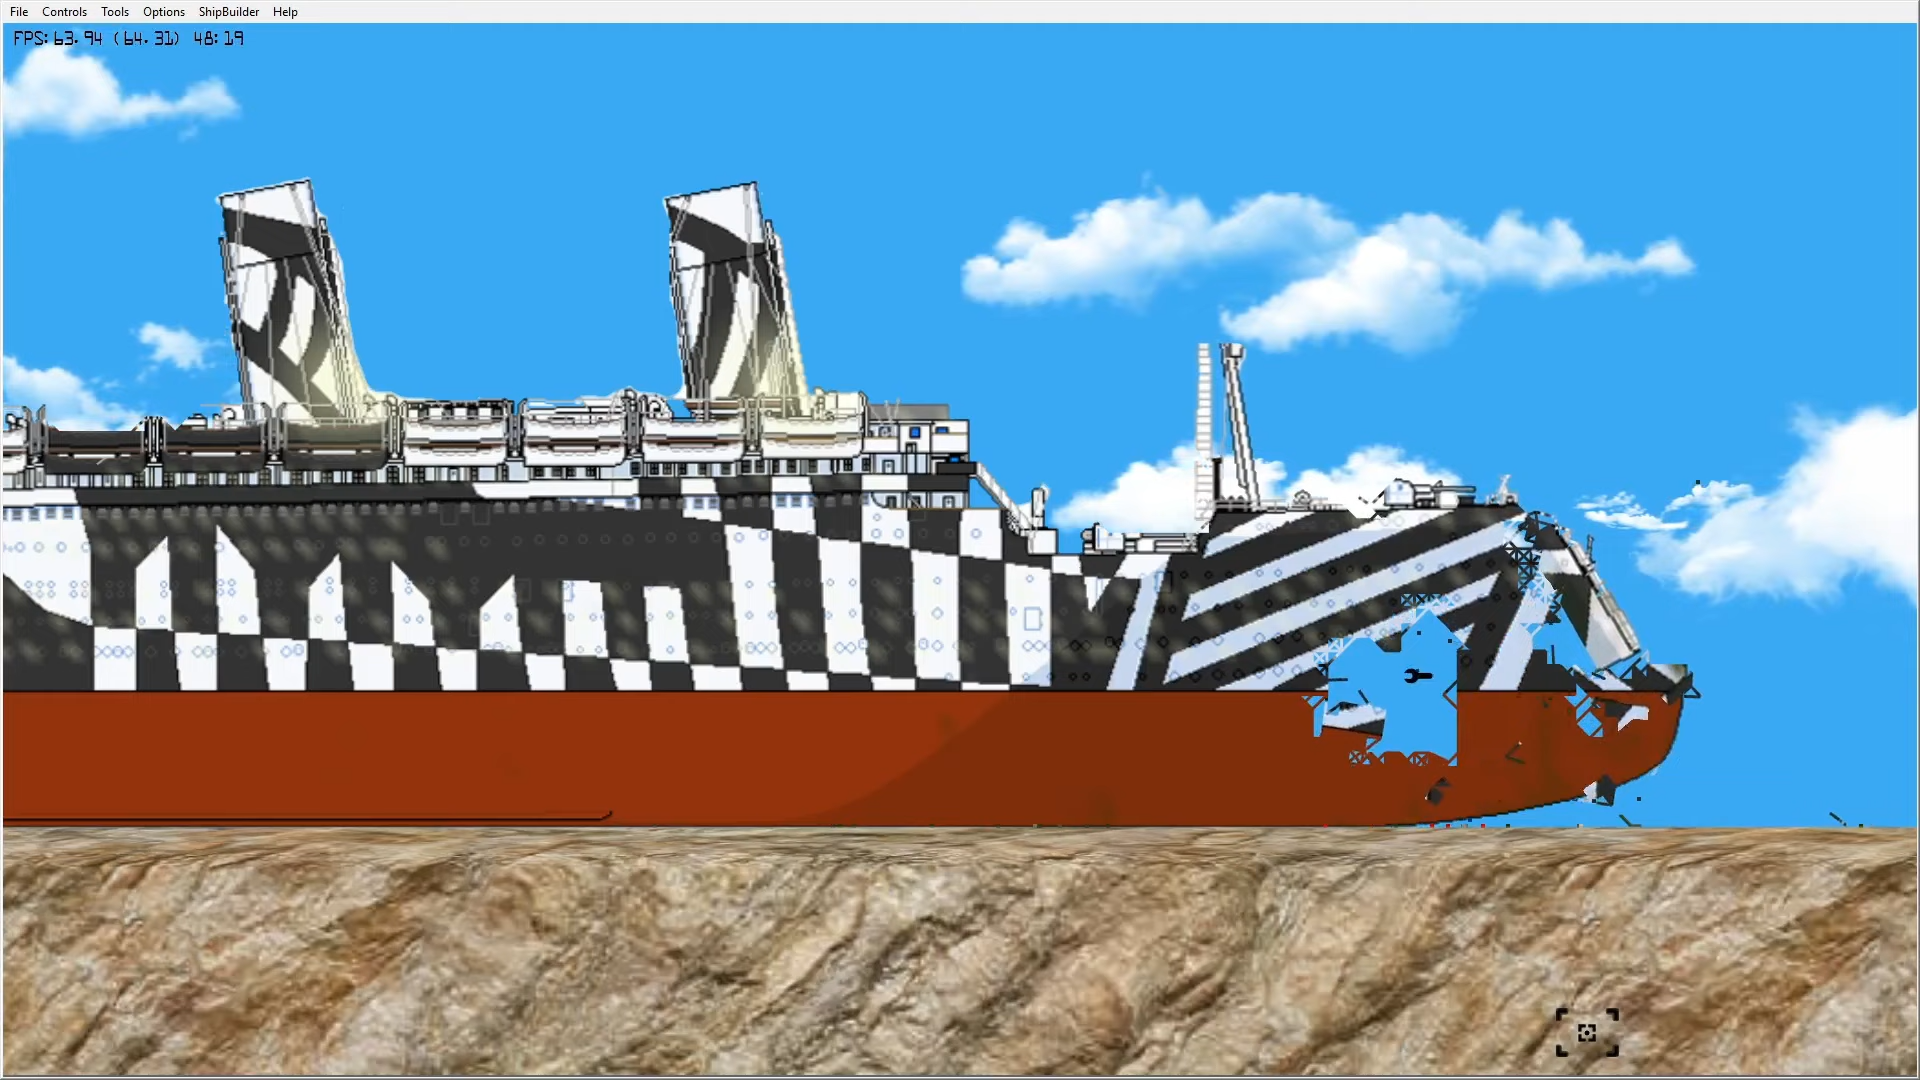 File Controls Tools Options ShipBuilder Help
FPS: 63.94 (64.31) 48:19